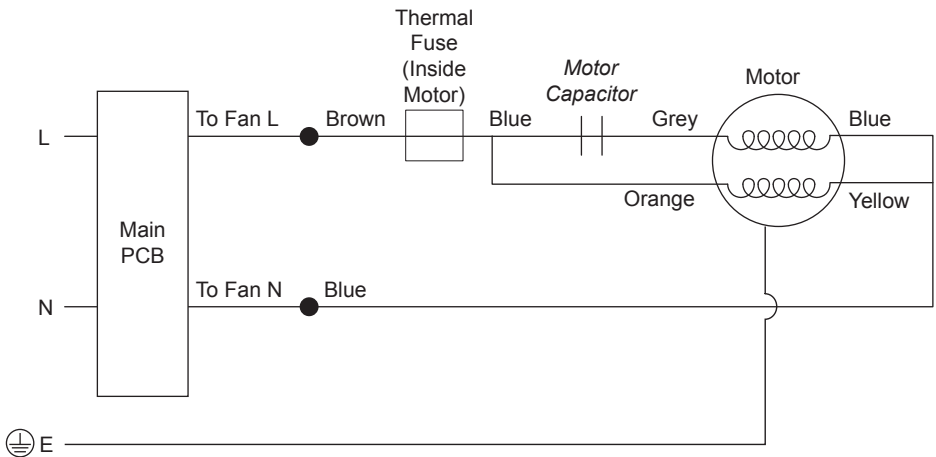 Thermal
Fuse
(Inside
Motor)
Motor
Capacitor
Motor
L
To Fan L
Brown
Blue
Grey
Blue
Orange
Yellow
Main
PCB
N
To Fan N
Blue
E